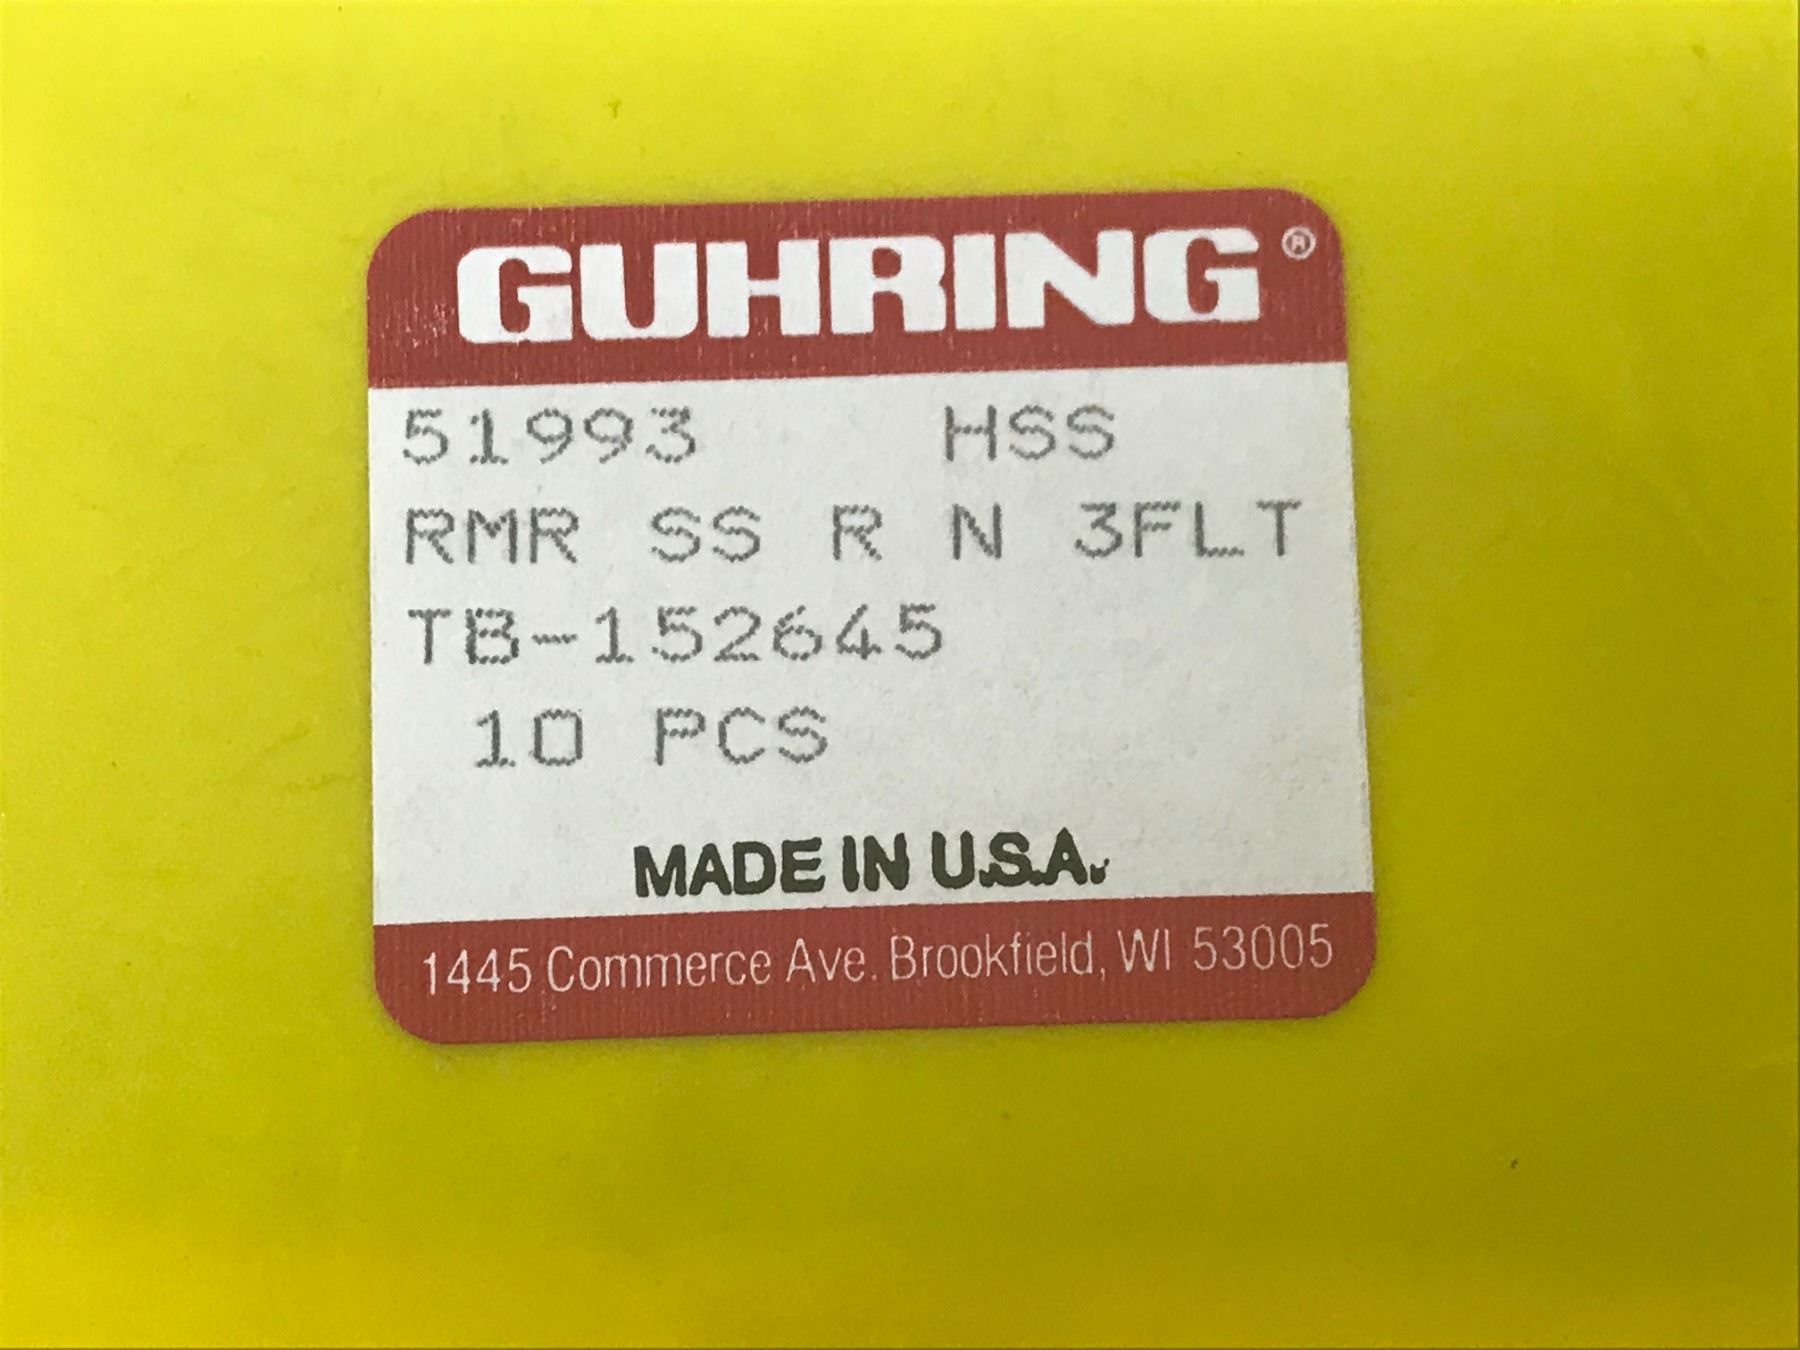 GUHRING®
51993 HSS
RMR SS R N 3FLT
TB-152645
10 PCS
MADE IN U.S.A.
1445 Commerce Ave. Brookfield, WI 53005